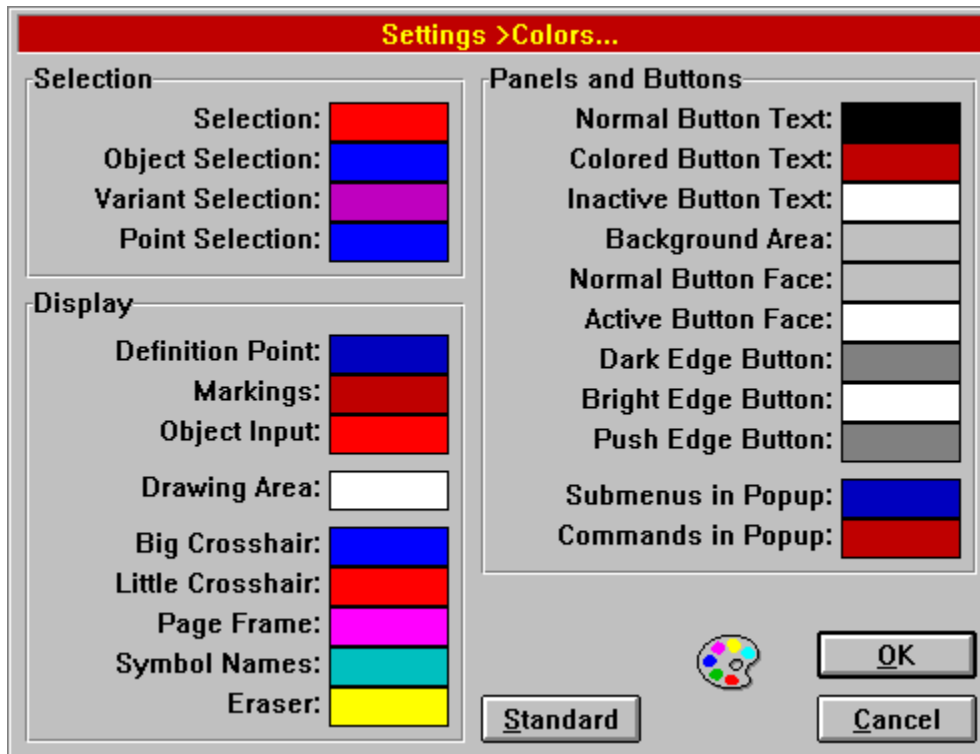 Settings >Colors...
Selection
Selection:
Object Selection:
Variant Selection:
Point Selection:
Display
Definition Point:
Markings:
Object Input:
Drawing Area:
Big Crosshair:
Little Crosshair:
Page Frame:
Symbol Names:
Eraser:
Panels and Buttons
Normal Button Text:
Colored Button Text:
Inactive Button Text:
Background Area:
Normal Button Face:
Active Button Face:
Dark Edge Button:
Bright Edge Button:
Push Edge Button:
Submenus in Popup:
Commands in Popup:
OK
Standard
Cancel